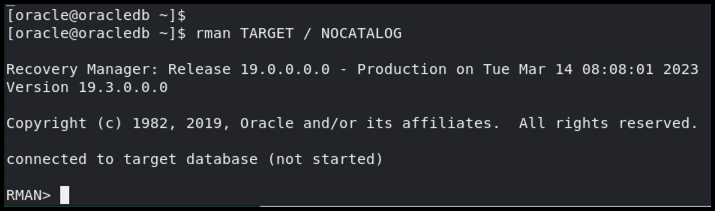 [oracle@oracledb ~]$
[oracle@oracledb ~]$ rman TARGET / NOCATALOG
Recovery Manager: Release 19.0.0.0.0 - Production on Tue Mar 14 08:08:01 2023
Version 19.3.0.0.0
Copyright (c) 1982, 2019, Oracle and/or its affiliates.  All rights reserved.
connected to target database (not started)
RMAN>